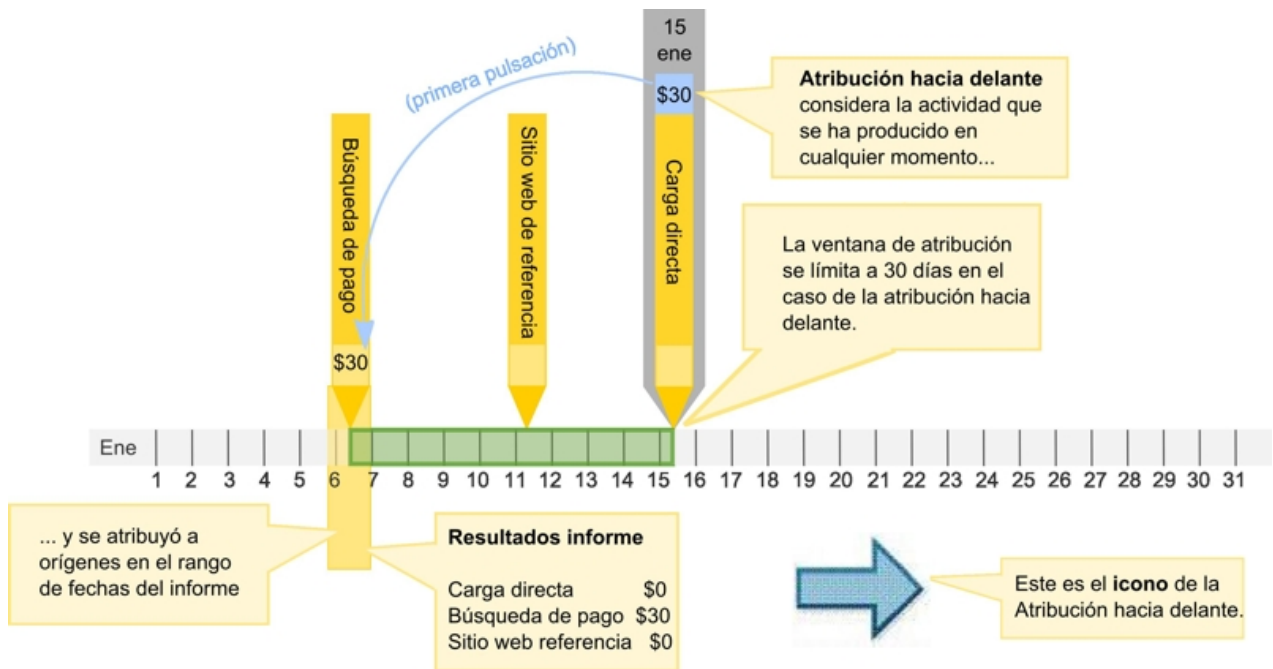 15
ene
(primera pulsación)
$30
Atribución hacia delante
considera la actividad que
se ha producido en
cualquier momento...
Búsqueda de pago
$30
Sitio web de referencia
Carga directa
La ventana de atribución
se límita a 30 días en el
caso de la atribución hacia
delante.
Ene
1 2 3 4 5 6 7 8 9 10 11 12 13 14 15 16 17 18 19 20 21 22 23 24 25 26 27 28 29 30 31
... y se atribuyó a
orígenes en el rango
de fechas del informe
Resultados informe
Carga directa $0
Búsqueda de pago $30
Sitio web referencia $0
Este es el icono de la
Atribución hacia delante.